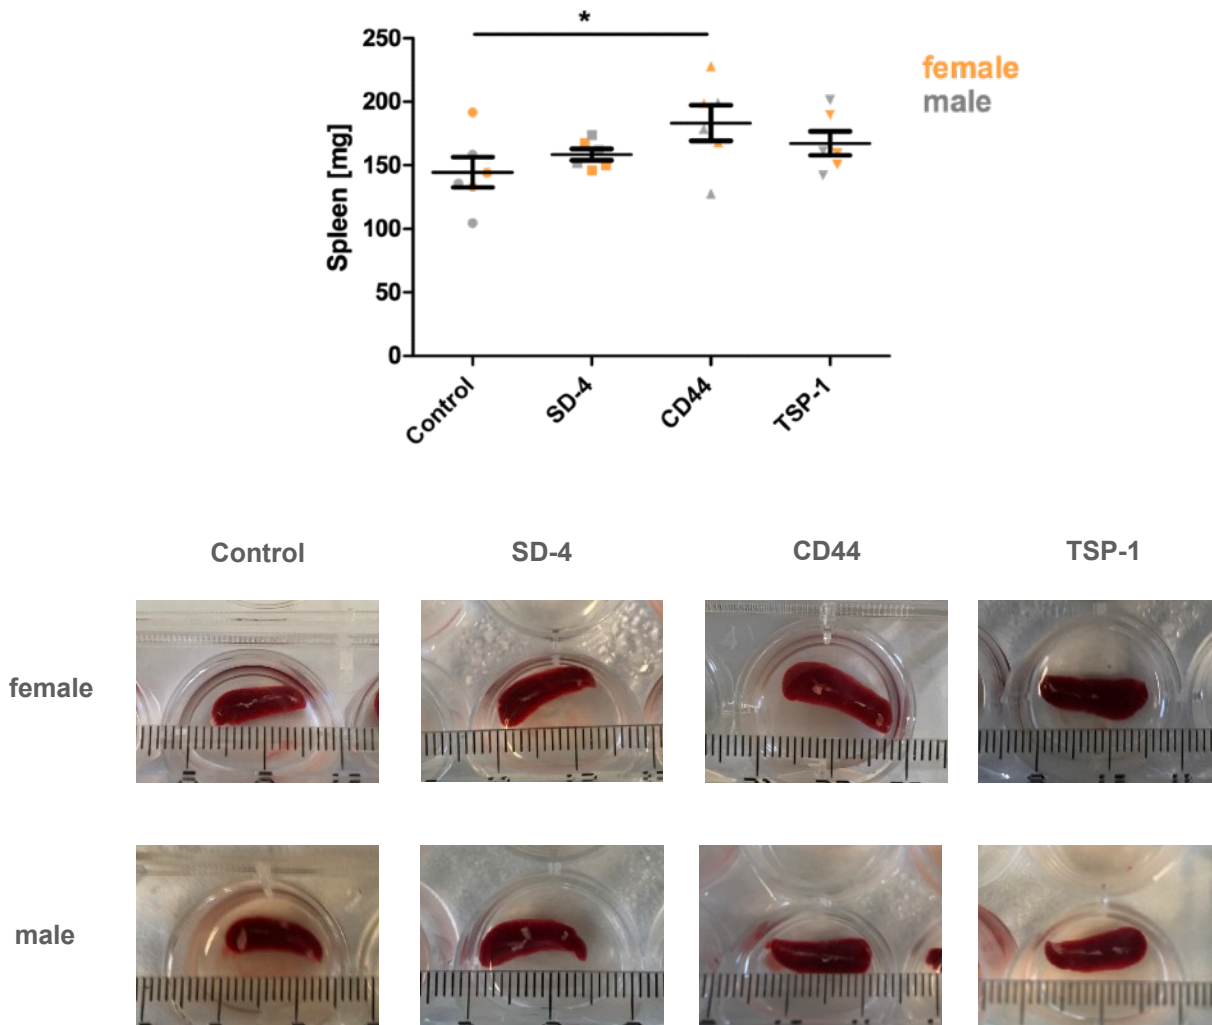 *
250
200
150
100
50
0
Spleen [mg]
female
male
Control
SD-4
CD44
TSP-1
Control
SD-4
CD44
TSP-1
female
male